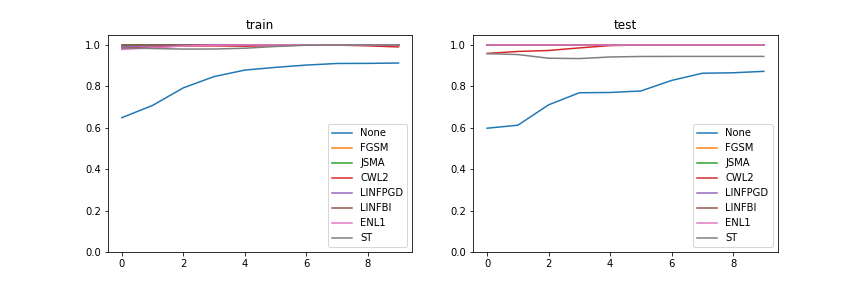 train
1.0
0.8
0.6
0.4
0.2
0.0
0 2 4 6 8
None
FGSM
JSMA
CWL2
LINFPGD
LINFBI
ENL1
ST
test
1.0
0.8
0.6
0.4
0.2
0.0
0 2 4 6 8
None
FGSM
JSMA
CWL2
LINFPGD
LINFBI
ENL1
ST